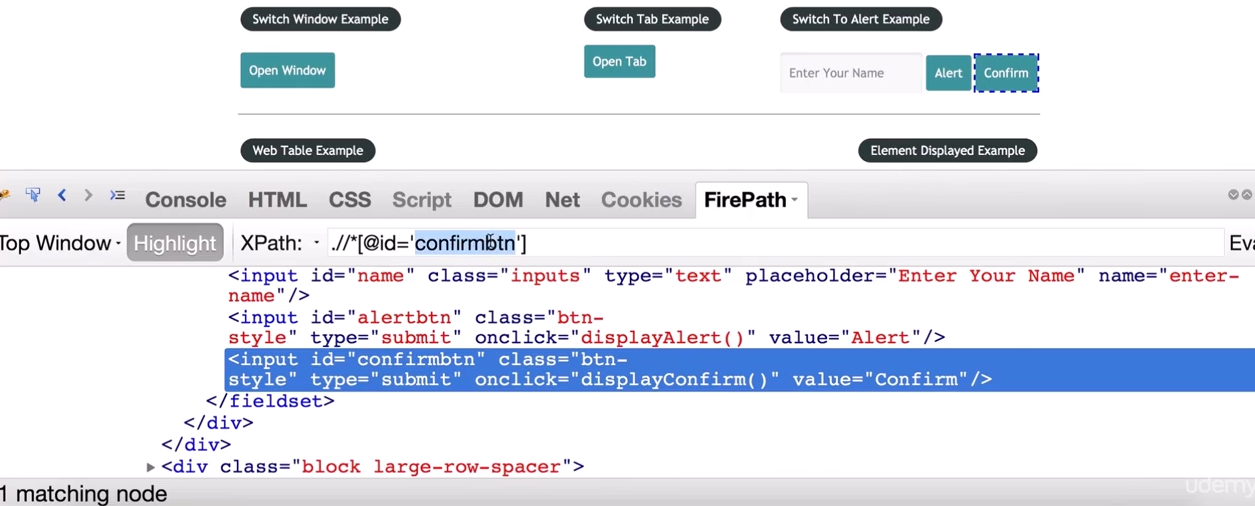 Switch Window Example Switch Tab Example Switch To Alert Example
Open Window Open Tab Enter Your Name Alert Confirm
Web Table Example Element Displayed Example
Console HTML CSS Script DOM Net Cookies FirePath
Top Window Highlight XPath: .//*[@id='confirmbtn']
<input id="name" class="inputs" type="text" placeholder="Enter Your Name" name="enter-
name"/>
<input id="alertbtn" class="btn-
style" type="submit" onclick="displayAlert()" value="Alert"/>
<input id="confirmbtn" class="btn-
style" type="submit" onclick="displayConfirm()" value="Confirm"/>
</fieldset>
</div>
</div>
<div class="block large-row-spacer">
1 matching node
udemy